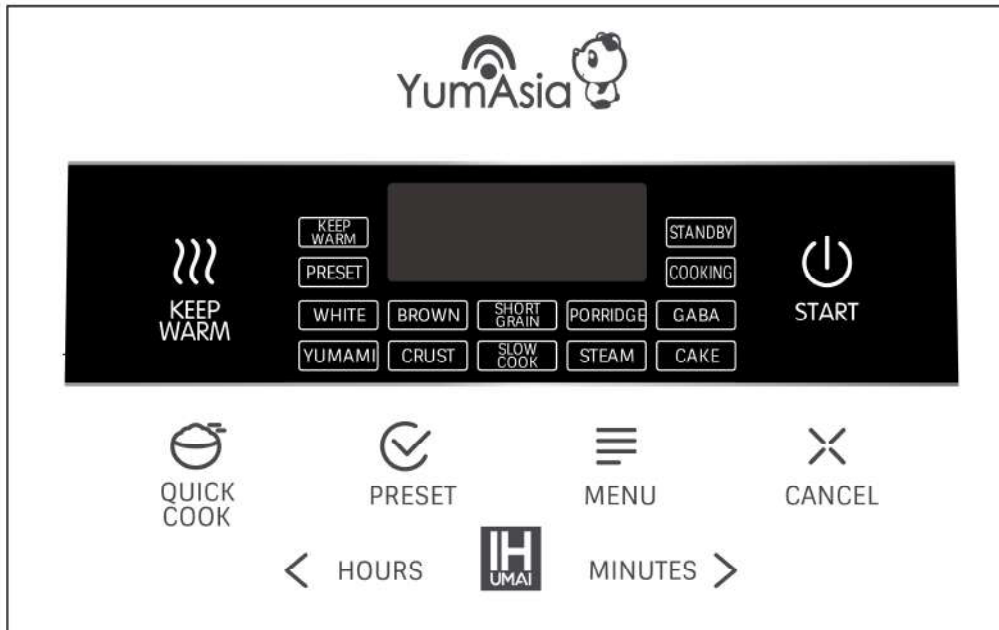 YumAsia
KEEP
WARM
PRESET
STANDBY
COOKING
KEEP
WARM
WHITE
BROWN
SHORT
GRAIN
PORRIDGE
GABA
START
YUMAMI
CRUST
SLOW
COOK
STEAM
CAKE
QUICK
COOK
PRESET
MENU
CANCEL
< HOURS
IH
UMAI
MINUTES >